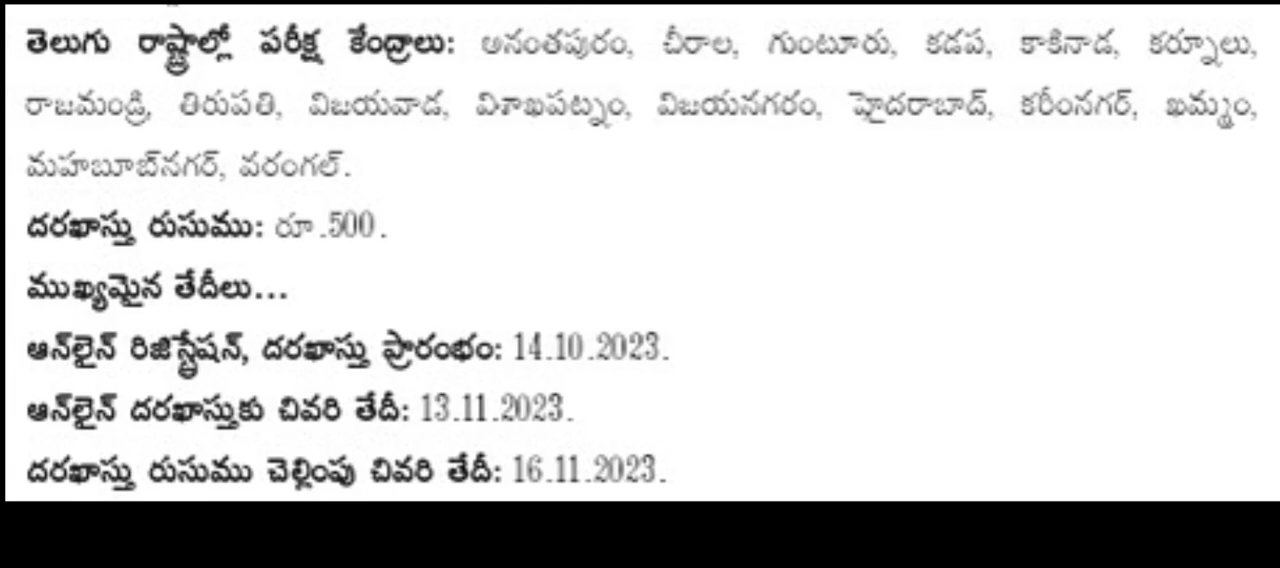 తెలుగు రాష్ట్రాల్లో పరీక్ష కేంద్రాలు: అనంతపురం, చీరాల, గుంటూరు, కడప, కాకినాడ, కర్నూలు,
రాజమండ్రి, తిరుపతి, విజయవాడ, విశాఖపట్నం, విజయనగరం, హైదరాబాద్, కరీంనగర్, ఖమ్మం,
మహబూబ్‌నగర్, వరంగల్.
దరఖాస్తు రుసుము: రూ.500.
ముఖ్యమైన తేదీలు...
ఆన్‌లైన్ రిజిస్ట్రేషన్, దరఖాస్తు ప్రారంభం: 14.10.2023.
ఆన్‌లైన్ దరఖాస్తుకు చివరి తేదీ: 13.11.2023.
దరఖాస్తు రుసుము చెల్లింపు చివరి తేదీ: 16.11.2023.